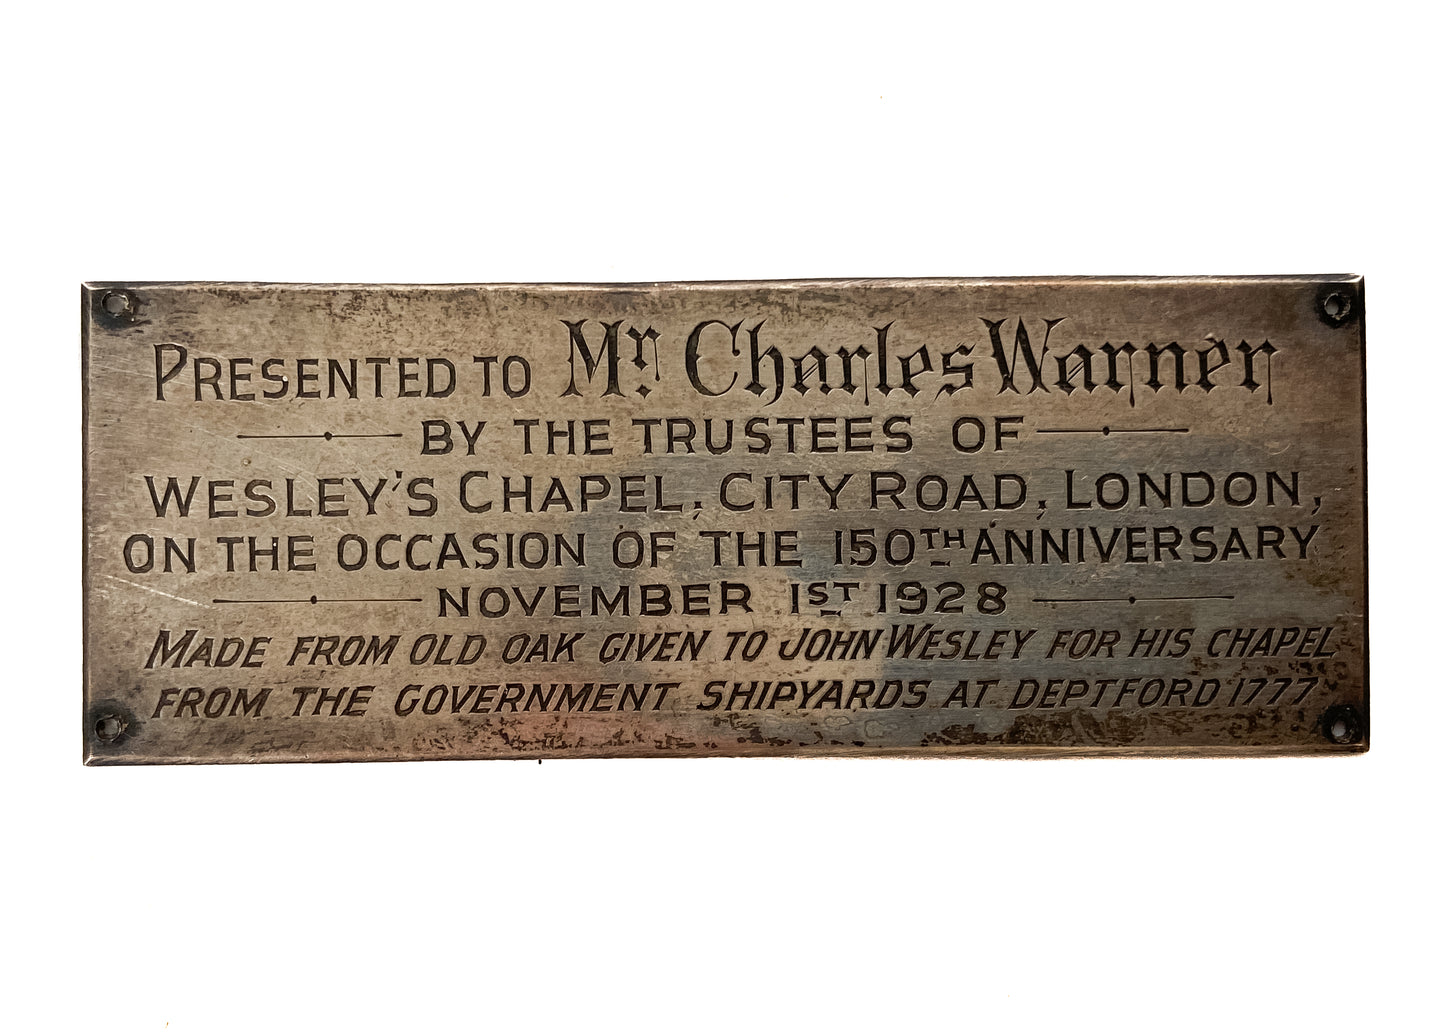 PRESENTED TO Mr. Charles Warner
BY THE TRUSTEES OF
WESLEY'S CHAPEL, CITY ROAD, LONDON,
ON THE OCCASION OF THE 150TH ANNIVERSARY
NOVEMBER 1ST 1928
MADE FROM OLD OAK GIVEN TO JOHN WESLEY FOR HIS CHAPEL
FROM THE GOVERNMENT SHIPYARDS AT DEPTFORD 1777